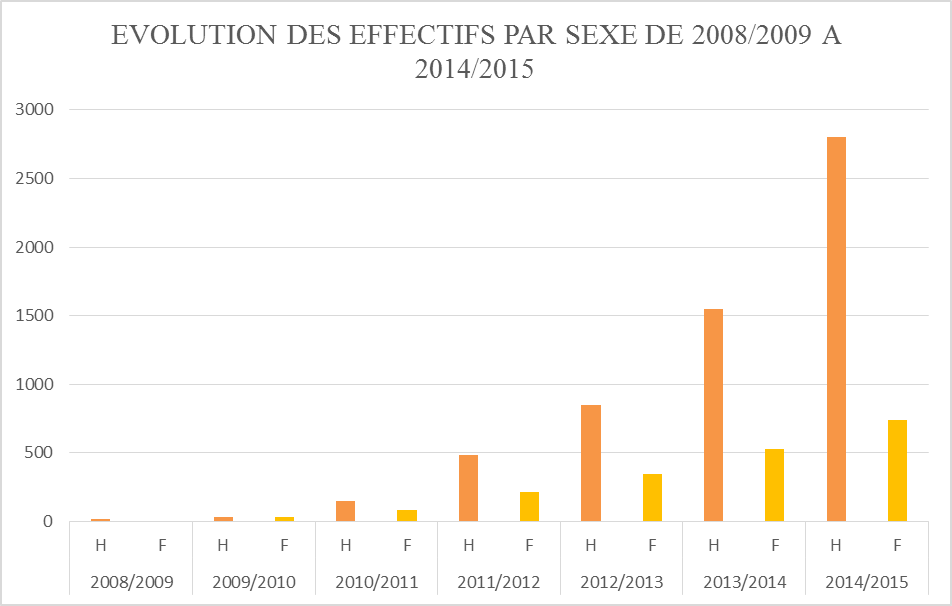 EVOLUTION DES EFFECTIFS PAR SEXE DE 2008/2009 A
2014/2015
3000
2500
2000
1500
1000
500
0
H F H F H F H F H F H F H F
2008/2009 2009/2010 2010/2011 2011/2012 2012/2013 2013/2014 2014/2015